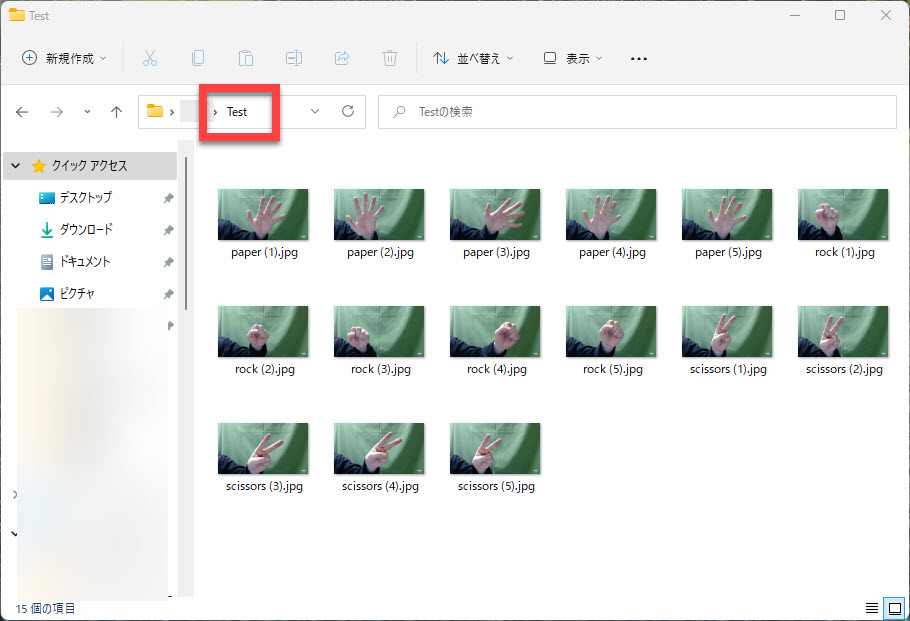 Test
新規作成
並べ替え
表示
Test
Testの検索
クイック アクセス
デスクトップ
ダウンロード
ドキュメント
ピクチャ
paper (1).jpg
paper (2).jpg
paper (3).jpg
paper (4).jpg
paper (5).jpg
rock (1).jpg
rock (2).jpg
rock (3).jpg
rock (4).jpg
rock (5).jpg
scissors (1).jpg
scissors (2).jpg
scissors (3).jpg
scissors (4).jpg
scissors (5).jpg
15 個の項目